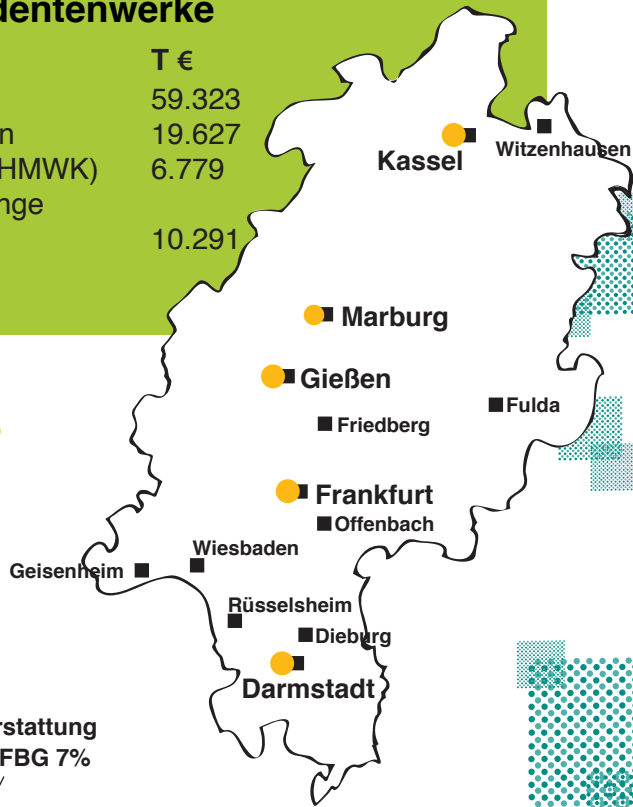 dentenwerke
T €
59.323
n 19.627
HMWK) 6.779
nge
10.291
Kassel
Witzenhausen
Marburg
Gießen
Fulda
Friedberg
Frankfurt
Offenbach
Wiesbaden
Geisenheim
Rüsselsheim
Dieburg
Darmstadt
rstattung
FBG 7%